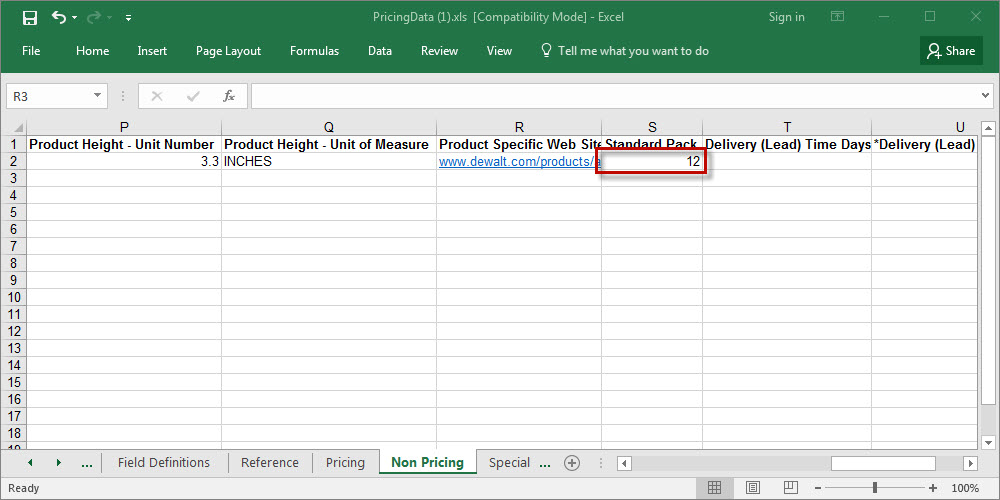 PricingData (1).xls [Compatibility Mode] - Excel
Sign in
File Home Insert Page Layout Formulas Data Review View Tell me what you want to do Share
R3 fx
P Q R S T U
1 Product Height - Unit Number Product Height - Unit of Measure Product Specific Web Site Standard Pack Delivery (Lead) Time Days *Delivery (Lead)
2 3.3 INCHES www.dewalt.com/products/a 12
3
4
5
6
7
8
9
10
11
12
13
14
15
16
17
18
19
... Field Definitions Reference Pricing Non Pricing Special ...
Ready 100%